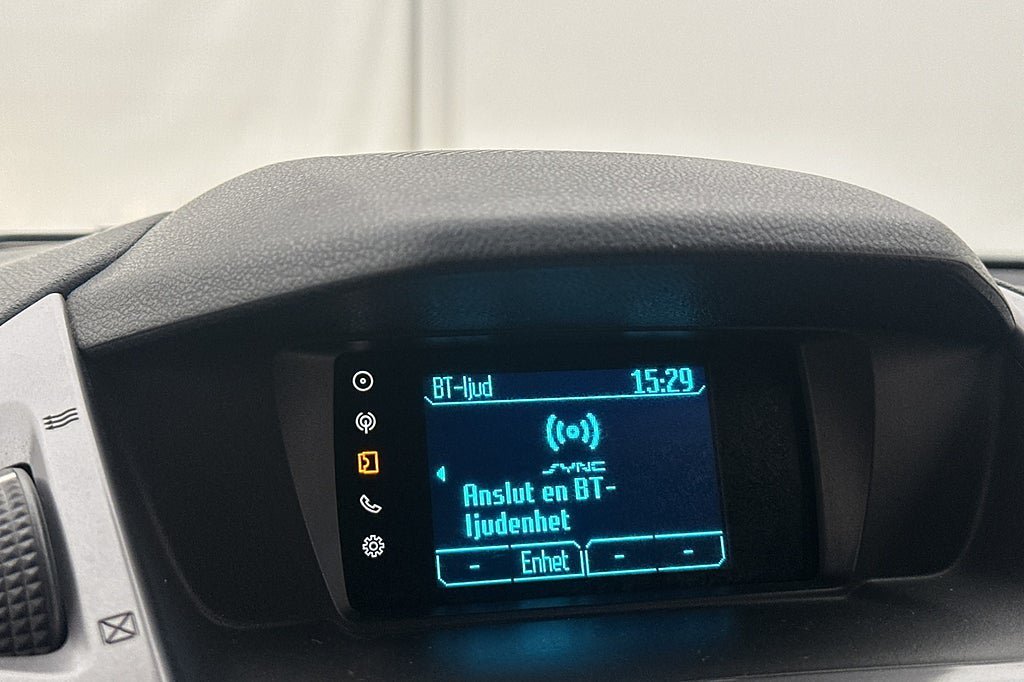 BT-ljud 15:29
SYNC
Anslut en BT-
ljudenhet
- Enhet - -